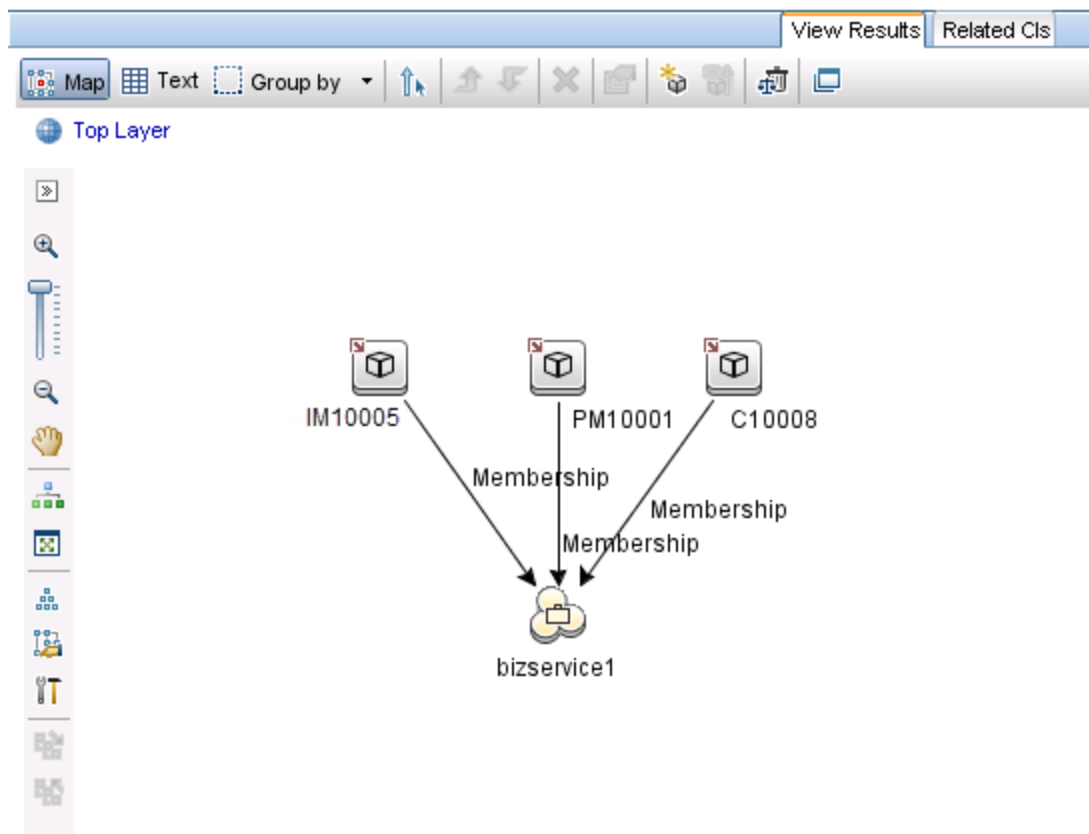 View Results Related CIs
Map Text Group by
Top Layer
IM10005 PM10001 C10008
Membership
Membership
Membership
bizservice1